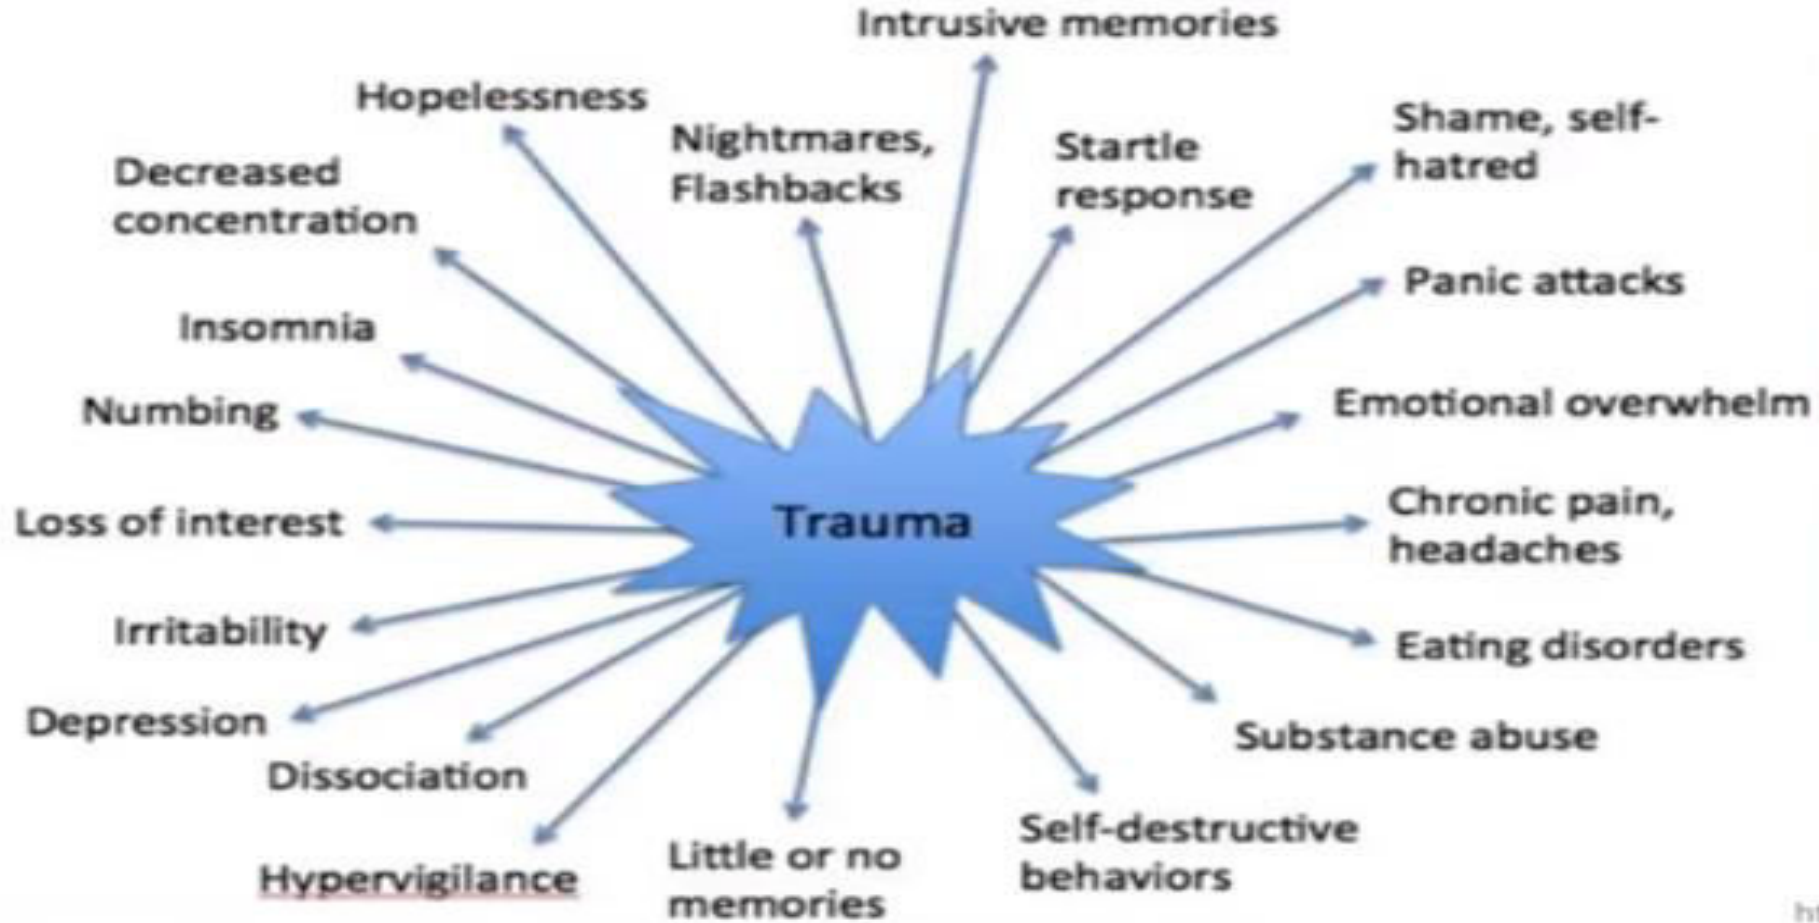 Intrusive memories
Hopelessness
Nightmares,
Flashbacks
Startle
response
Shame, self-
hatred
Decreased
concentration
Panic attacks
Insomnia
Numbing
Emotional overwhelm
Loss of interest
Trauma
Chronic pain,
headaches
Irritability
Eating disorders
Depression
Substance abuse
Dissociation
Hypervigilance
Little or no
memories
Self-destructive
behaviors